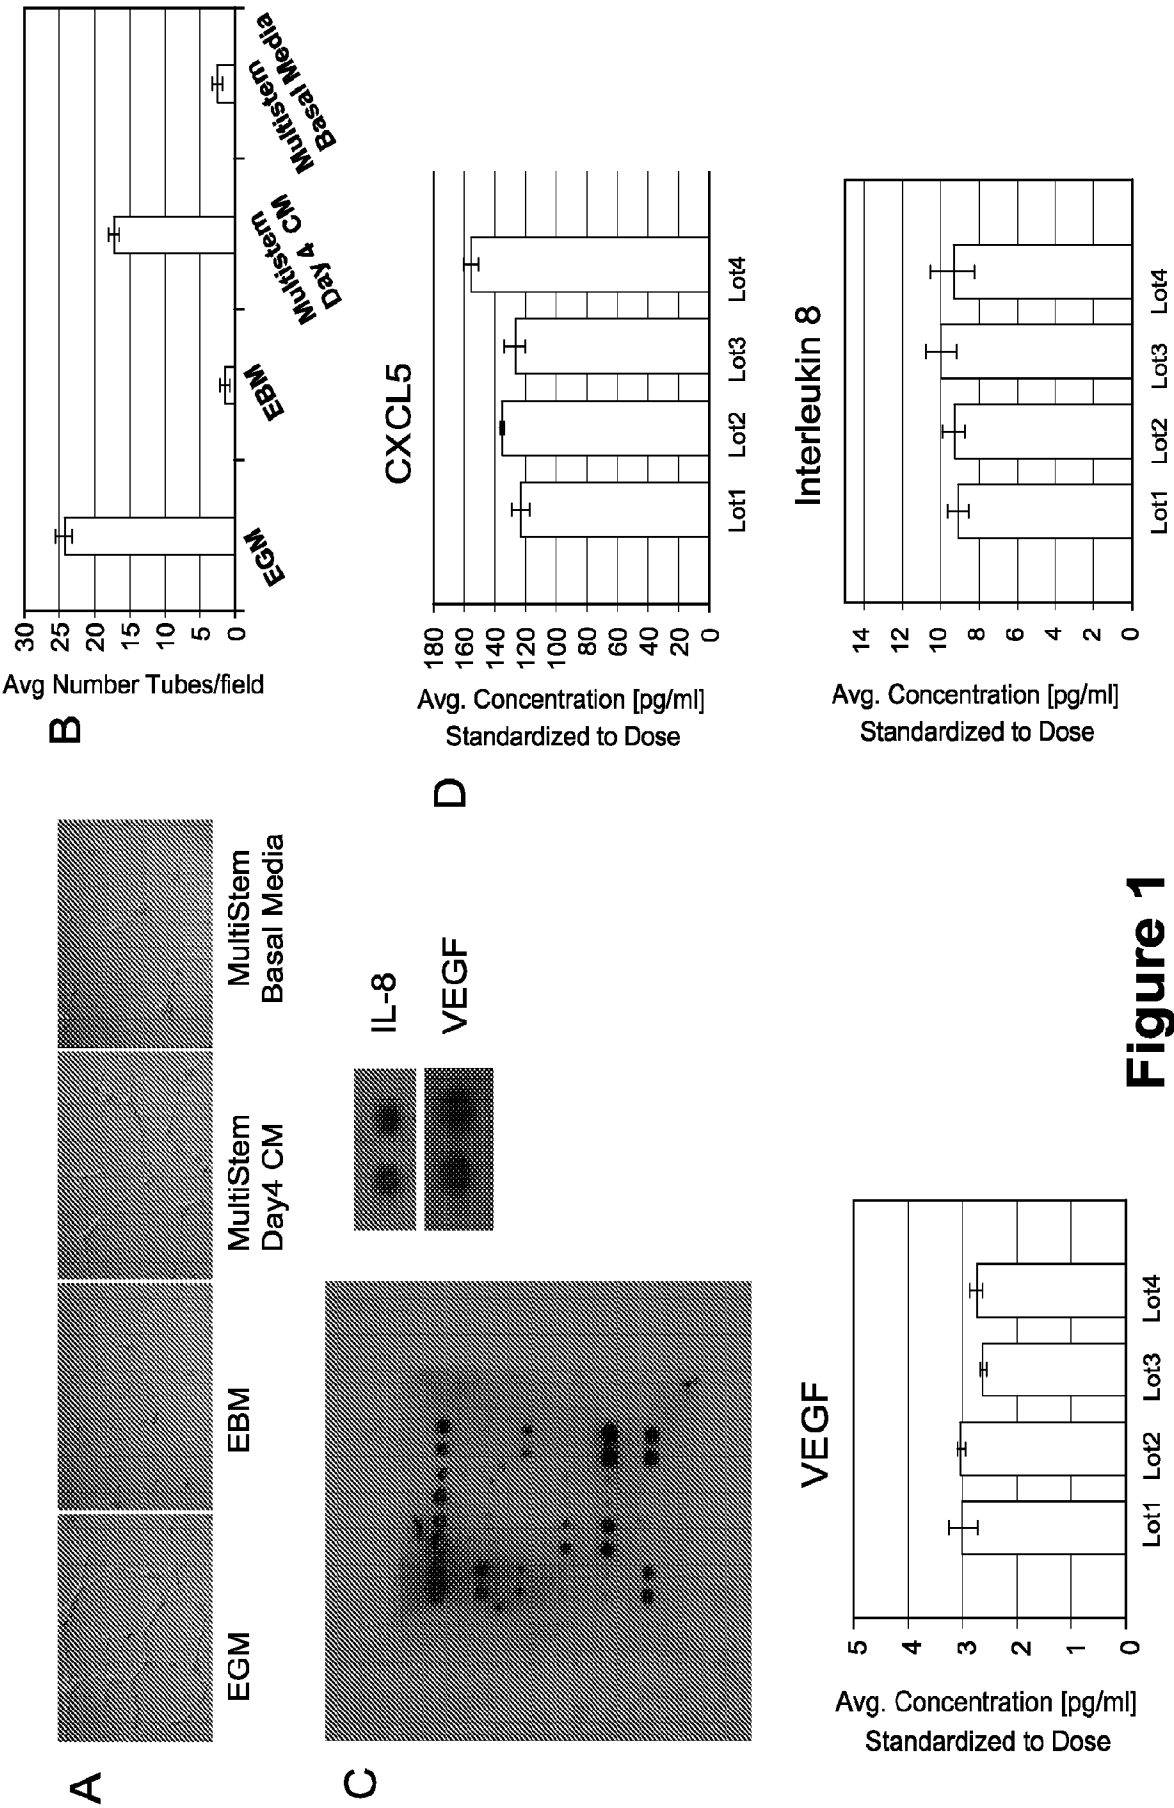 A
EGM
EBM
MultiStem
Day4 CM
MultiStem
Basal Media
B
Avg Number Tubes/field
30
25
20
15
10
5
0
EGM
EBM
Multistem
Day 4 CM
Multistem
Basal Media
C
IL-8
VEGF
D
CXCL5
Avg. Concentration [pg/ml]
Standardized to Dose
180
160
140
120
100
80
60
40
20
0
Lot1 Lot2 Lot3 Lot4
VEGF
Avg. Concentration [pg/ml]
Standardized to Dose
5
4
3
2
1
0
Lot1 Lot2 Lot3 Lot4
Interleukin 8
Avg. Concentration [pg/ml]
Standardized to Dose
14
12
10
8
6
4
2
0
Lot1 Lot2 Lot3 Lot4
Figure 1